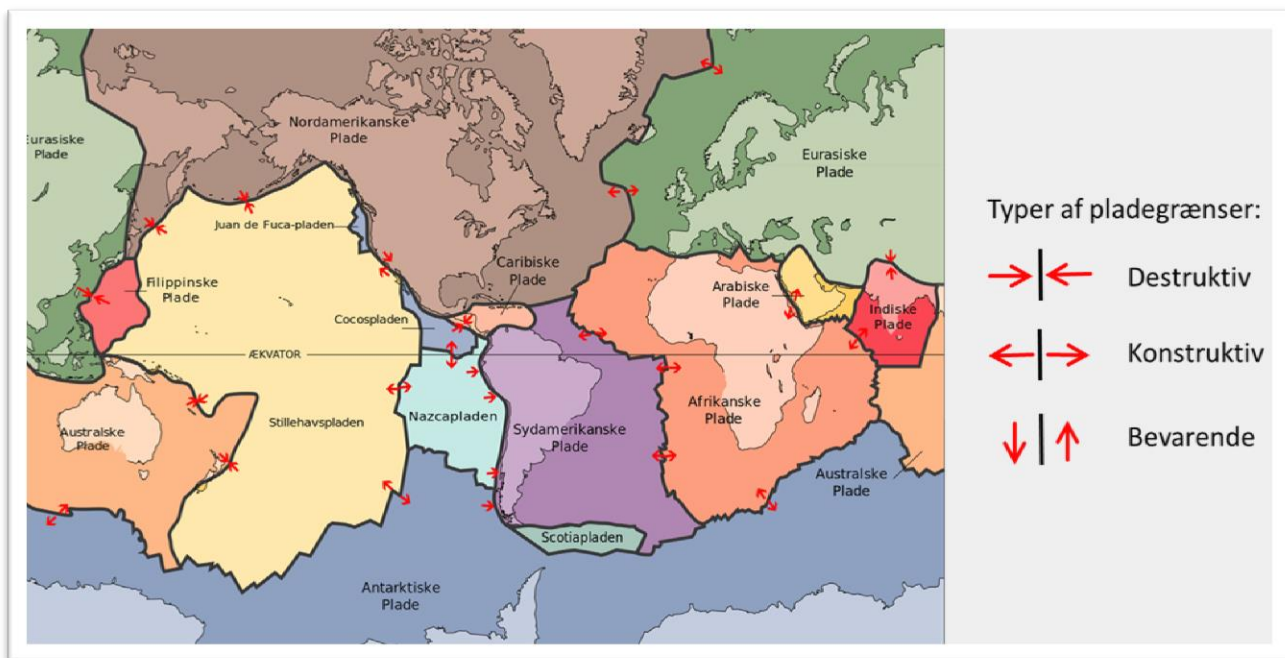 Nordamerikanske
Plade
Eurasiske
Plade
Eurasiske
Plade
Juan de Fuca-pladen
Caribiske
Plade
Filippinske
Plade
Arabiske
Plade
Indiske
Plade
Cocospladen
ÆKVATOR
Nazcapladen
Afrikanske
Plade
Australske
Plade
Stillehavspladen
Sydamerikanske
Plade
Australske
Plade
Scotiapladen
Antarktiske
Plade
Typer af pladegrænser:
Destruktiv
Konstruktiv
Bevarende